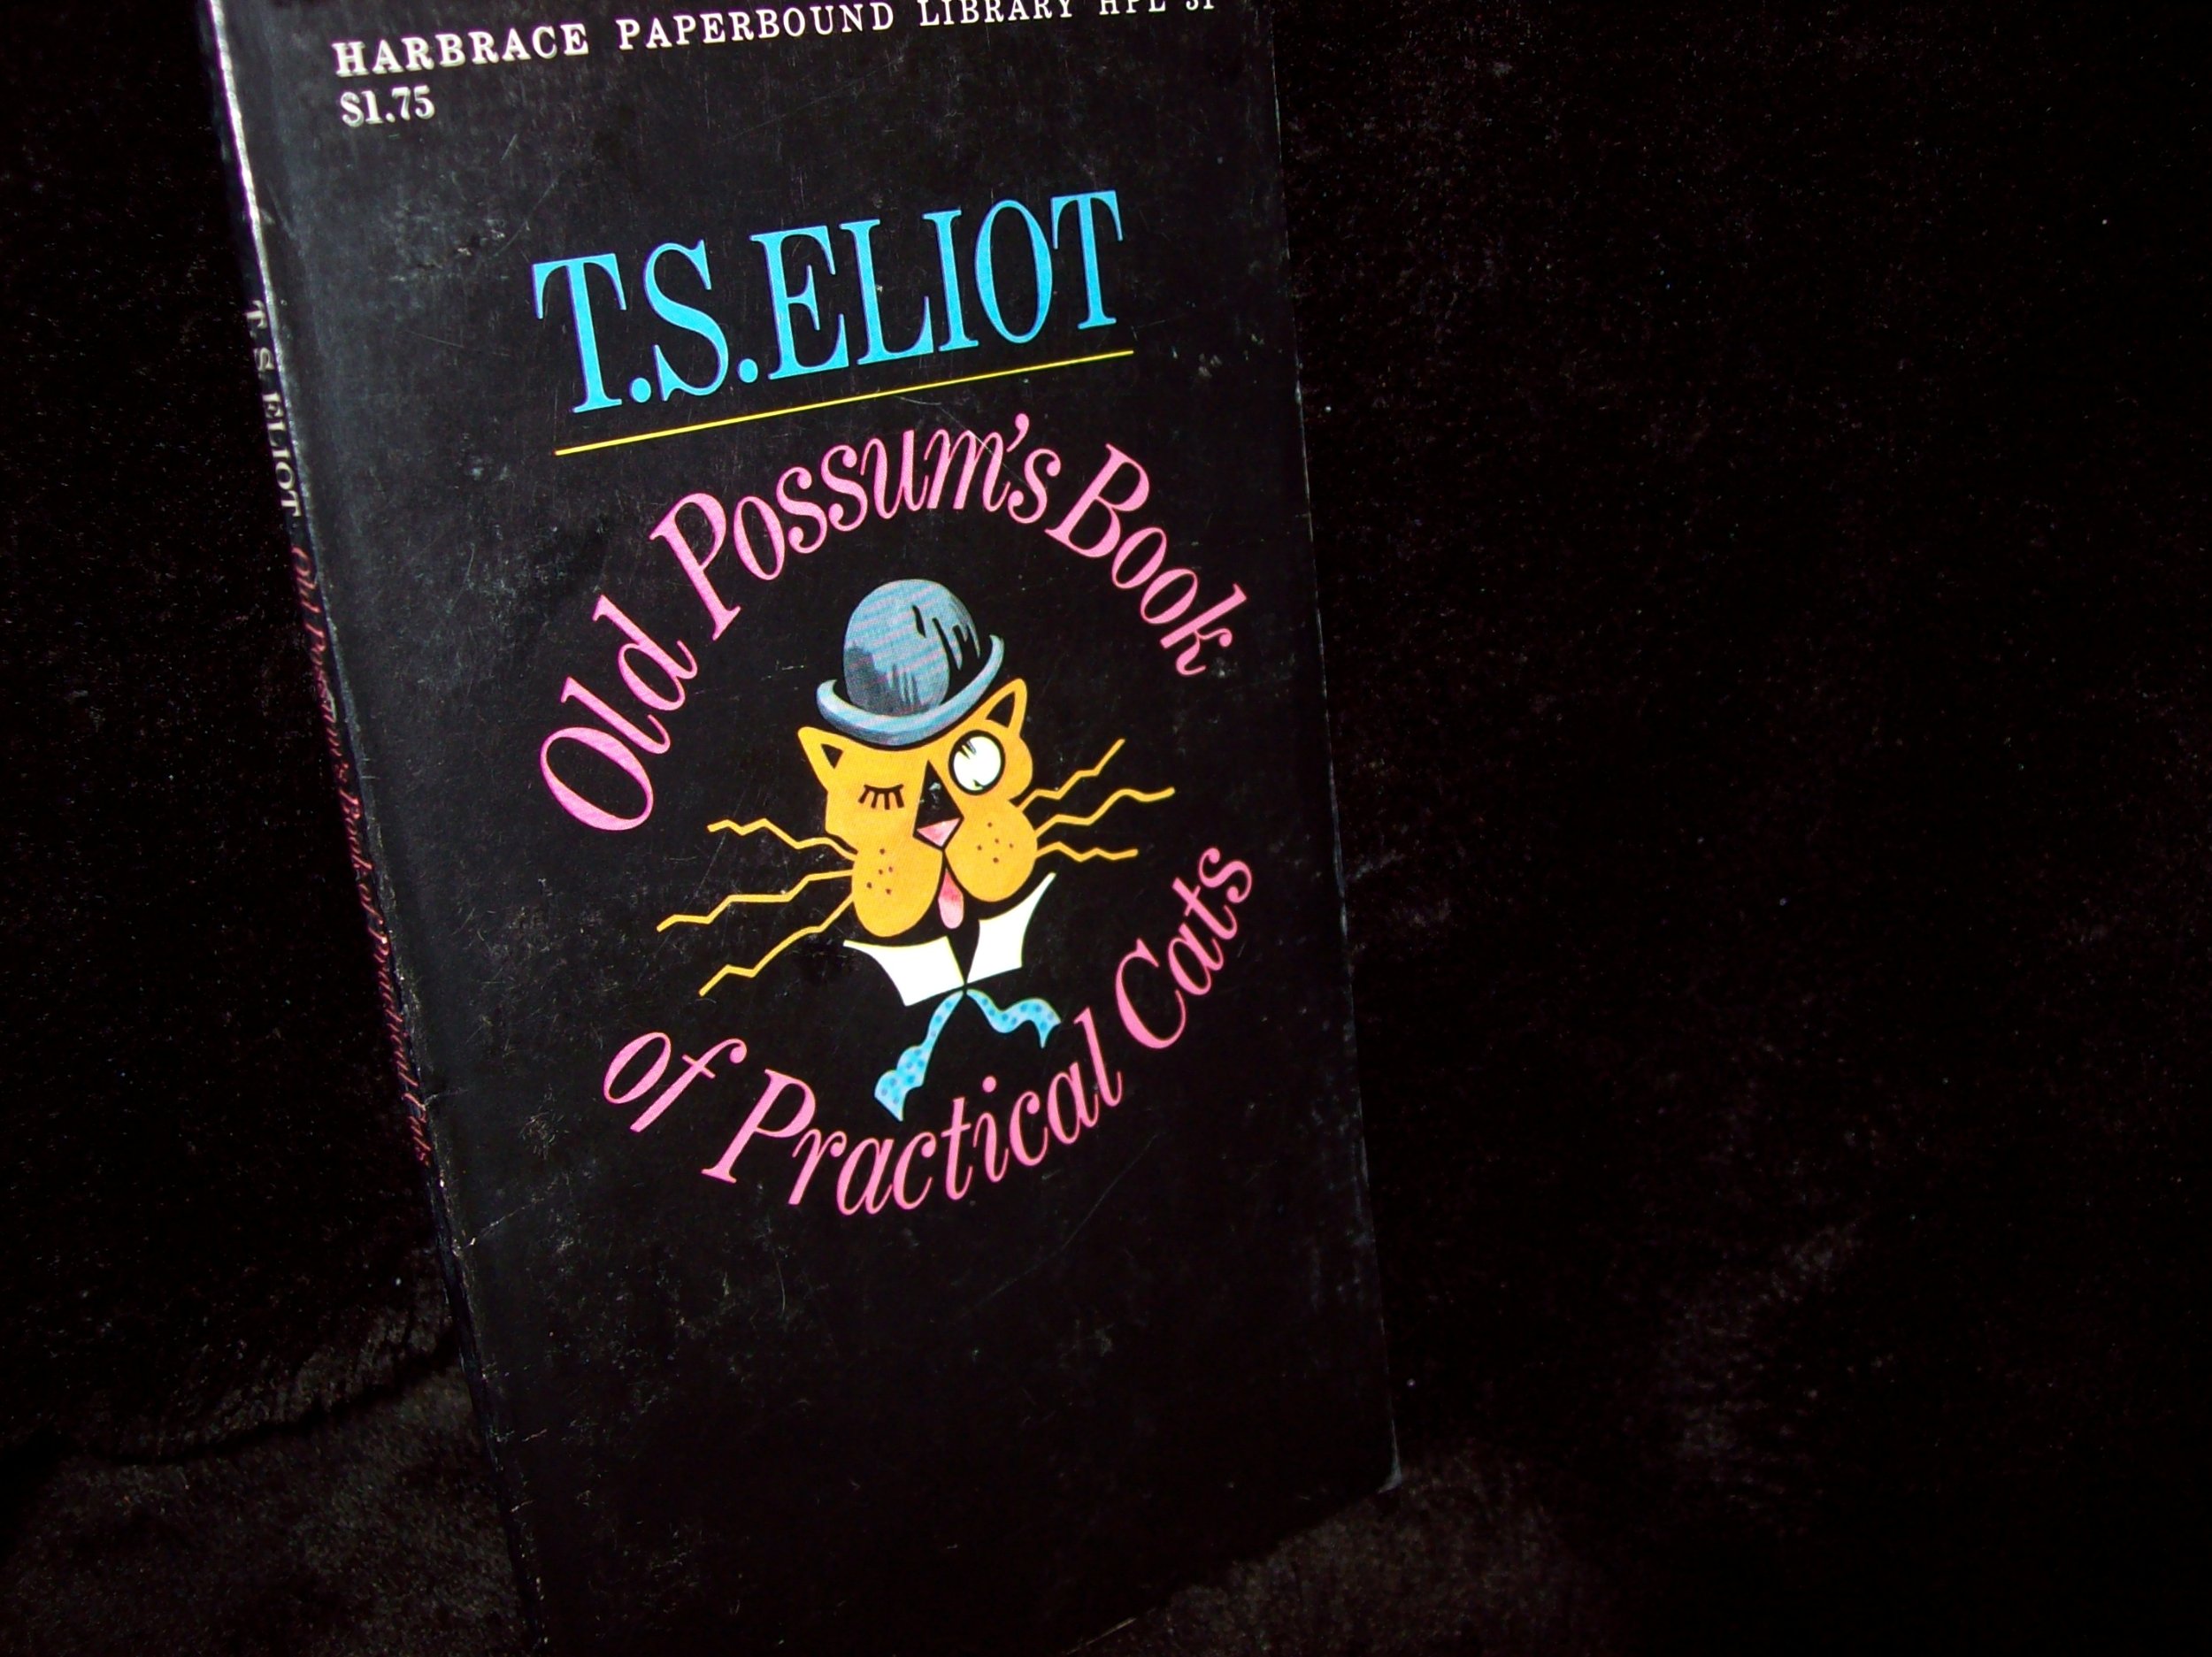 HARBRACE PAPERBOUND LIBRARY HPL
$1.75
T.S.ELIOT
Old Possum's Book
of Practical Cats
T. S. ELIOT Old Possum's Book of Practical Cats